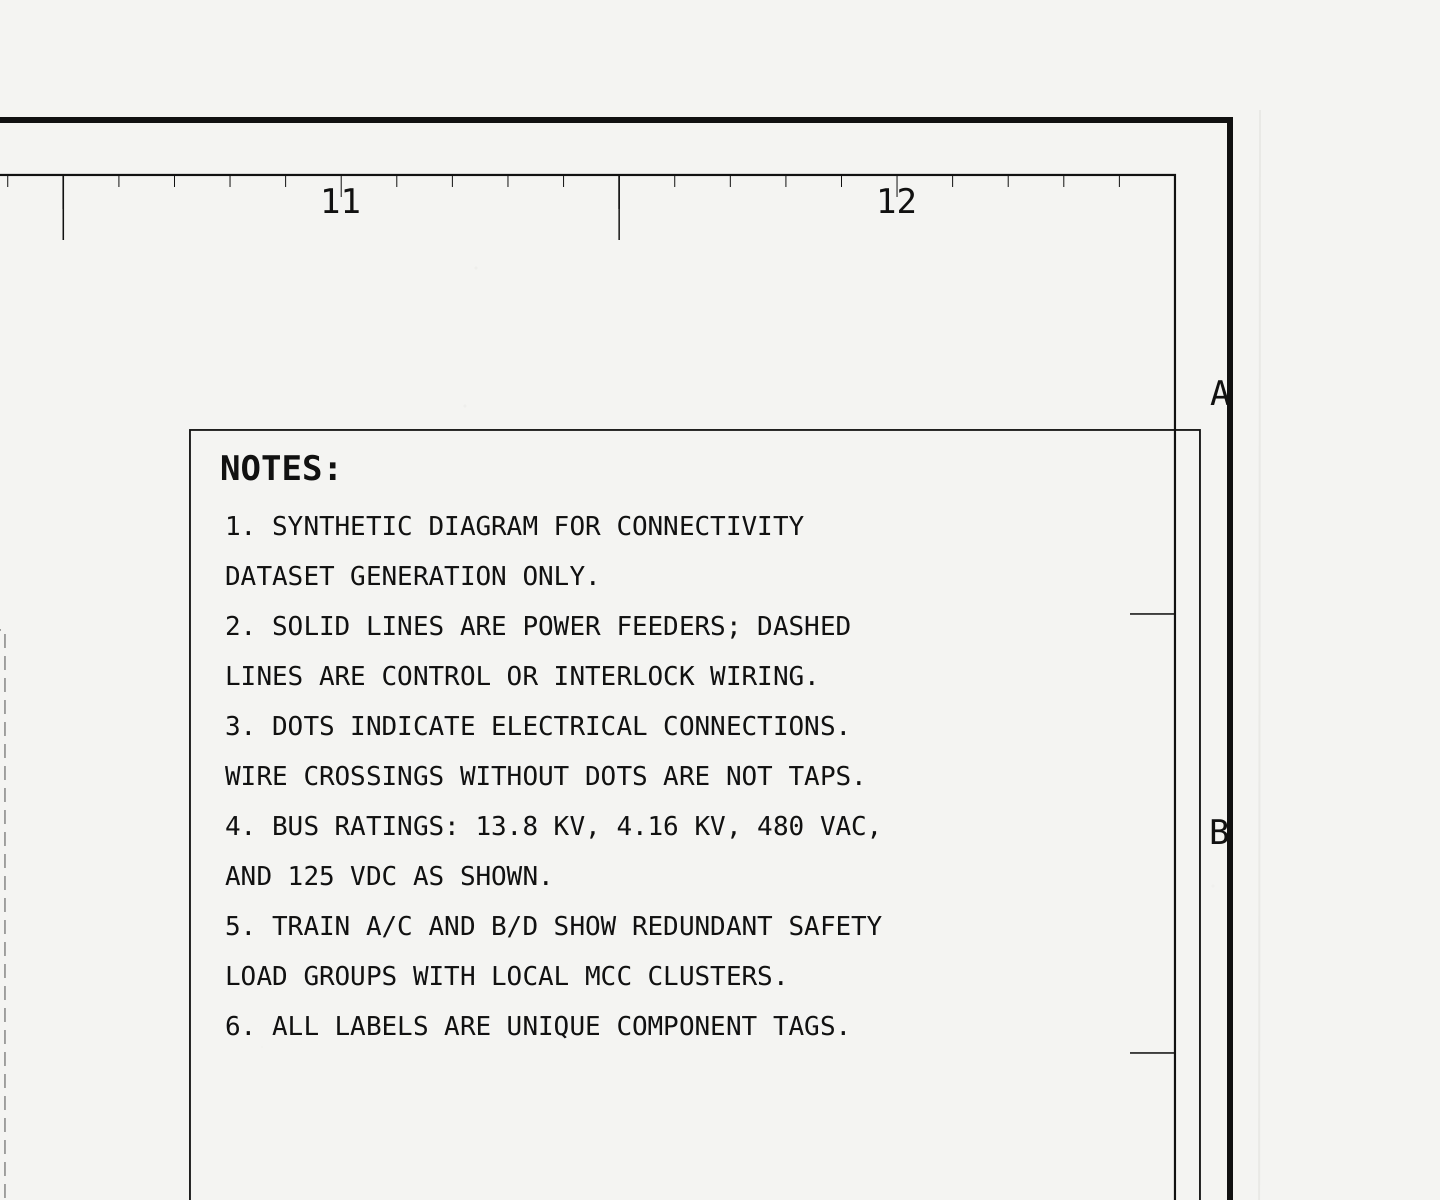 11 12
A
NOTES:
1. SYNTHETIC DIAGRAM FOR CONNECTIVITY
DATASET GENERATION ONLY.
2. SOLID LINES ARE POWER FEEDERS; DASHED
LINES ARE CONTROL OR INTERLOCK WIRING.
3. DOTS INDICATE ELECTRICAL CONNECTIONS.
WIRE CROSSINGS WITHOUT DOTS ARE NOT TAPS.
4. BUS RATINGS: 13.8 KV, 4.16 KV, 480 VAC,
AND 125 VDC AS SHOWN.
5. TRAIN A/C AND B/D SHOW REDUNDANT SAFETY
LOAD GROUPS WITH LOCAL MCC CLUSTERS.
6. ALL LABELS ARE UNIQUE COMPONENT TAGS.
B